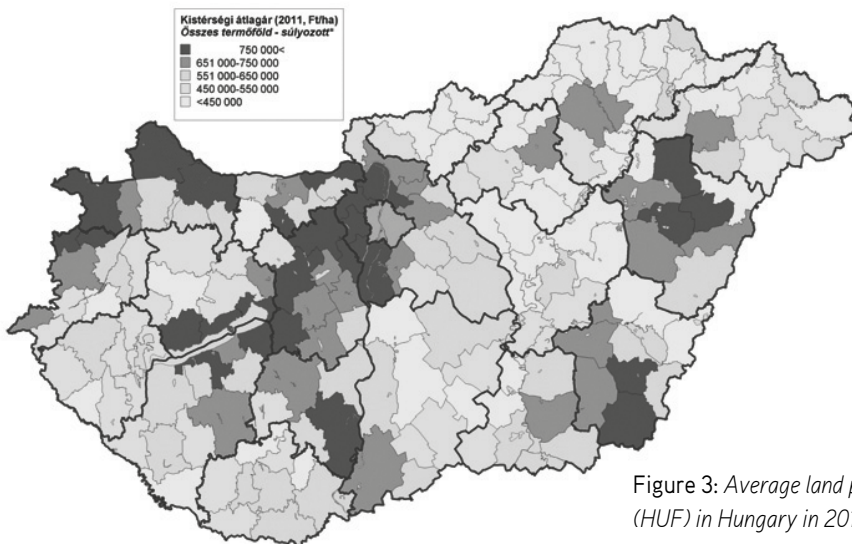 Kistérségi átlagár (2011, Ft/ha)
Összes termőföld - súlyozott*
750 000<
651 000-750 000
551 000-650 000
450 000-550 000
<450 000
Figure 3: Average land p
(HUF) in Hungary in 201